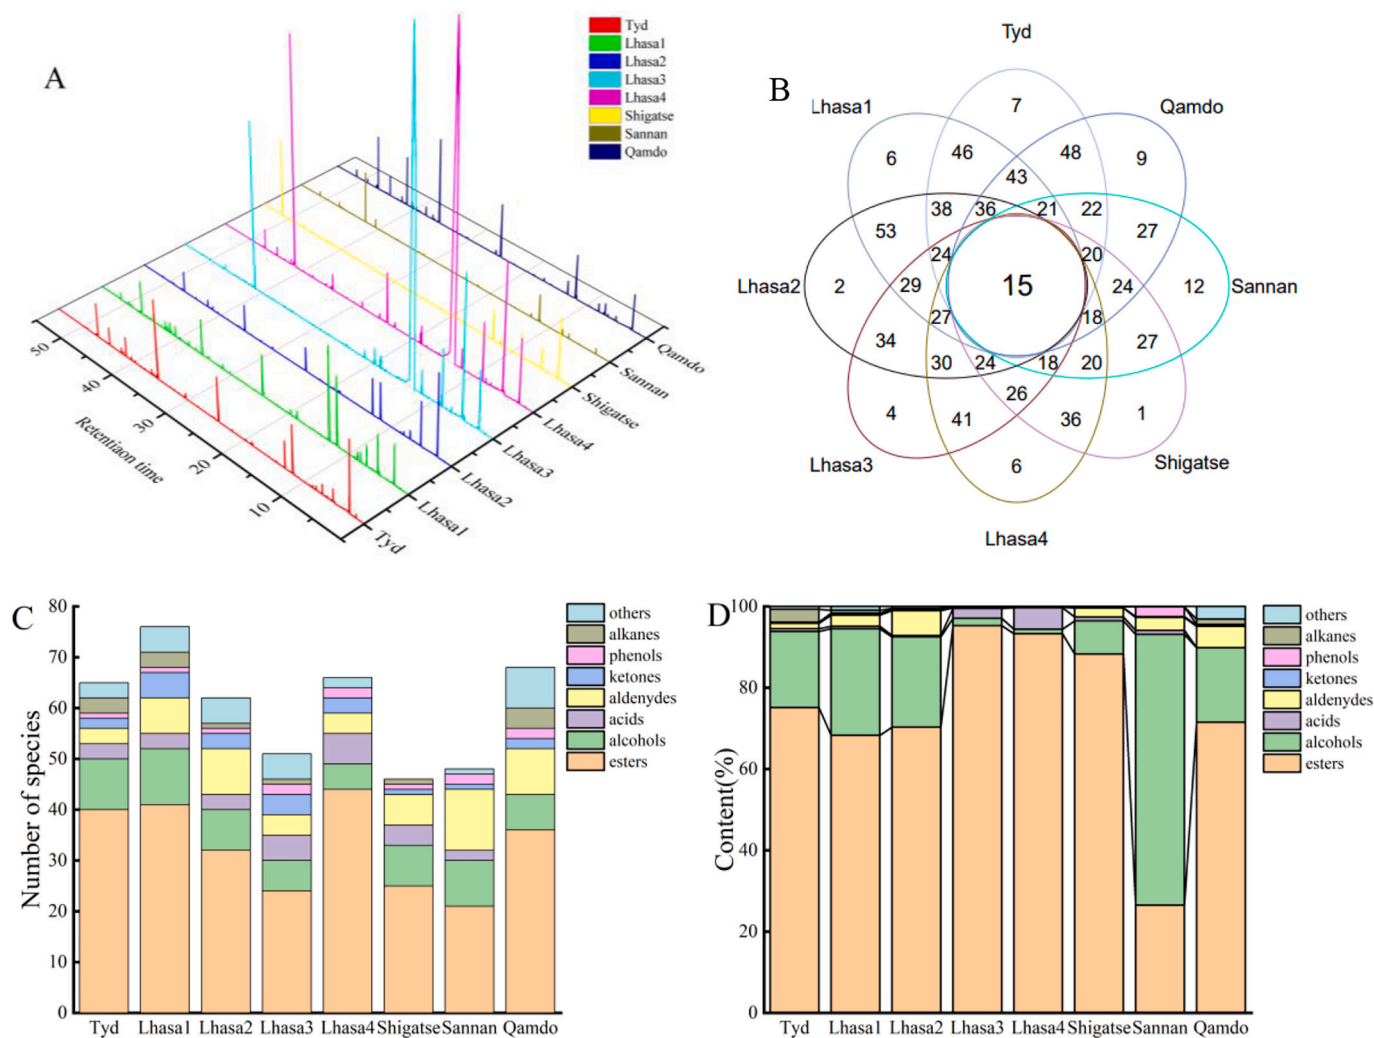 A
Tyd
Lhasa1
Lhasa2
Lhasa3
Lhasa4
Shigatse
Sannan
Qamdo
50
40
30
20
10
Retentiaon time
Tyd
Lhasa1
Lhasa2
Lhasa3
Lhasa4
Shigatse
Sannan
Qamdo
B
Tyd
Lhasa1
Qamdo
7
6
46
48
9
43
38
36
21
22
53
27
24
20
Lhasa2
2
29
15
24
12
Sannan
27
18
34
27
30
24
18
20
26
4
41
36
1
Lhasa3
6
Shigatse
Lhasa4
C
80
70
60
50
40
30
20
10
0
Number of species
others
alkanes
phenols
ketones
aldenydes
acids
alcohols
esters
Tyd Lhasa1 Lhasa2 Lhasa3 Lhasa4 Shigatse Sannan Qamdo
D
100
80
60
40
20
0
Content(%)
others
alkanes
phenols
ketones
aldenydes
acids
alcohols
esters
Tyd Lhasa1 Lhasa2 Lhasa3 Lhasa4 Shigatse Sannan Qamdo